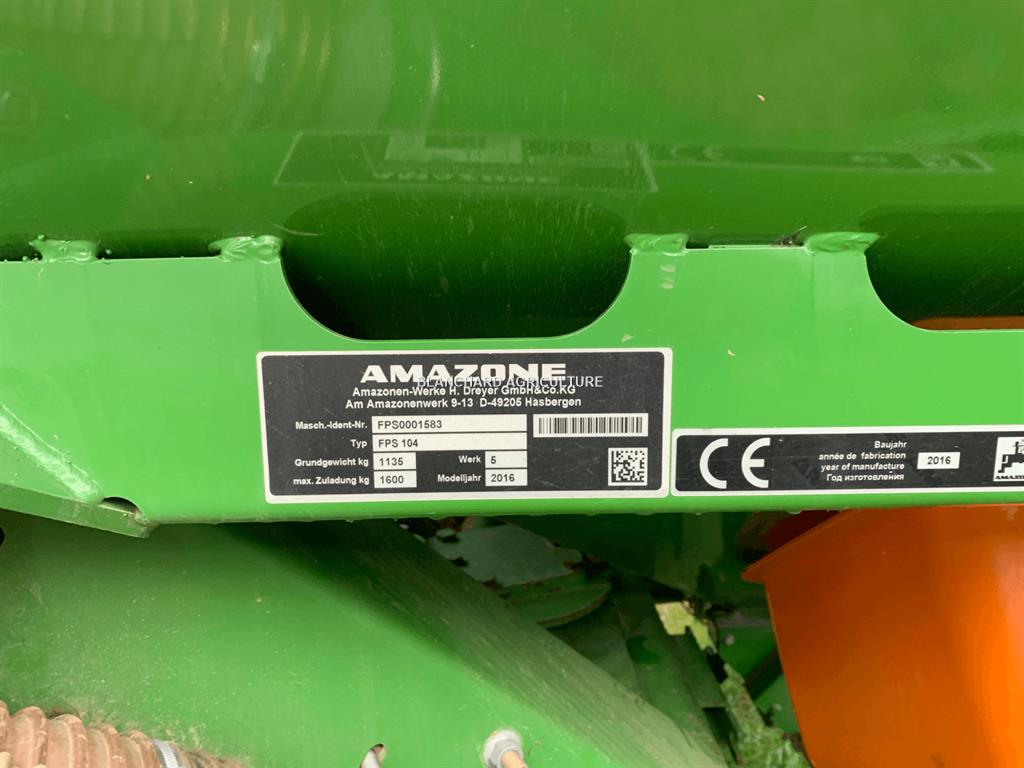 AMAZONE
BLANCHARD AGRICULTURE
Amazonen-Werke H. Dreyer GmbH&Co.KG
Am Amazonenwerk 9-13 D-49205 Hasbergen
Masch.-Ident-Nr. FPS0001583
Typ FPS 104
Grundgewicht kg 1135 Werk 5
max. Zuladung kg 1600 Modelljahr 2016
CE
Baujahr
année de fabrication
year of manufacture
Год изготовления
2016
AMAZONE